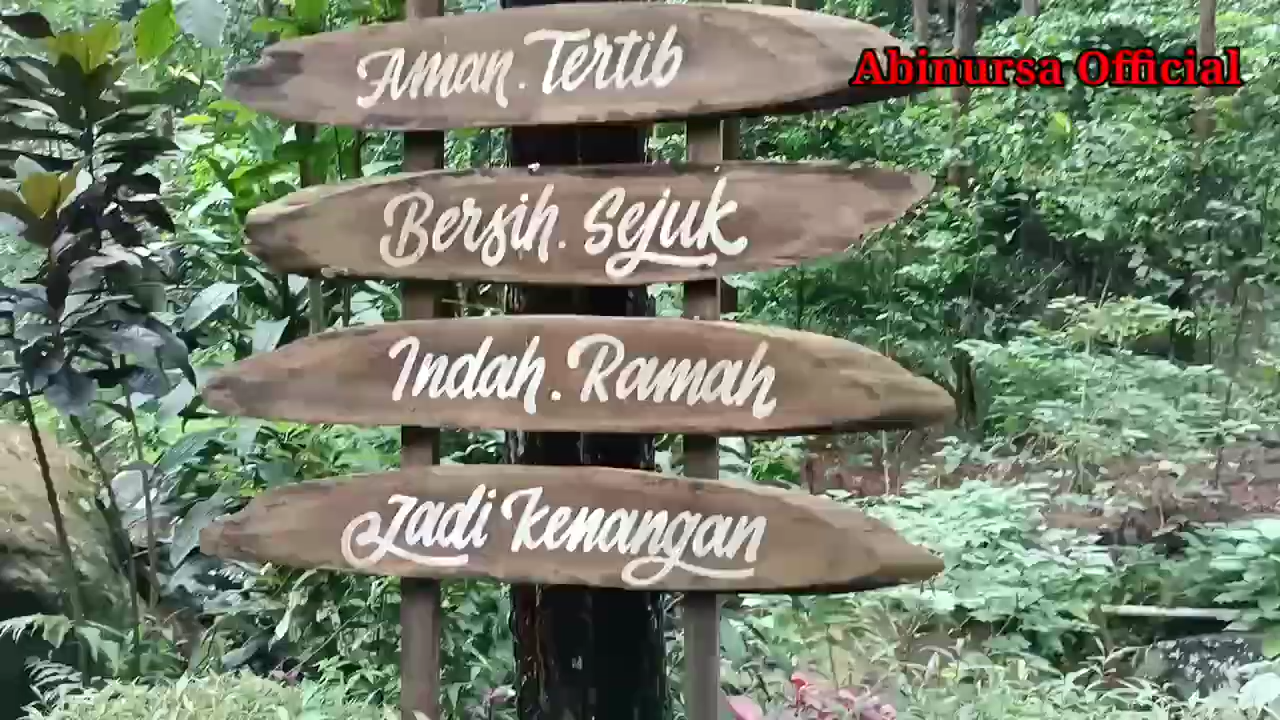 Aman. Tertib
Abinursa Official
Bersih. Sejuk
Indah. Ramah
Jadi Kenangan